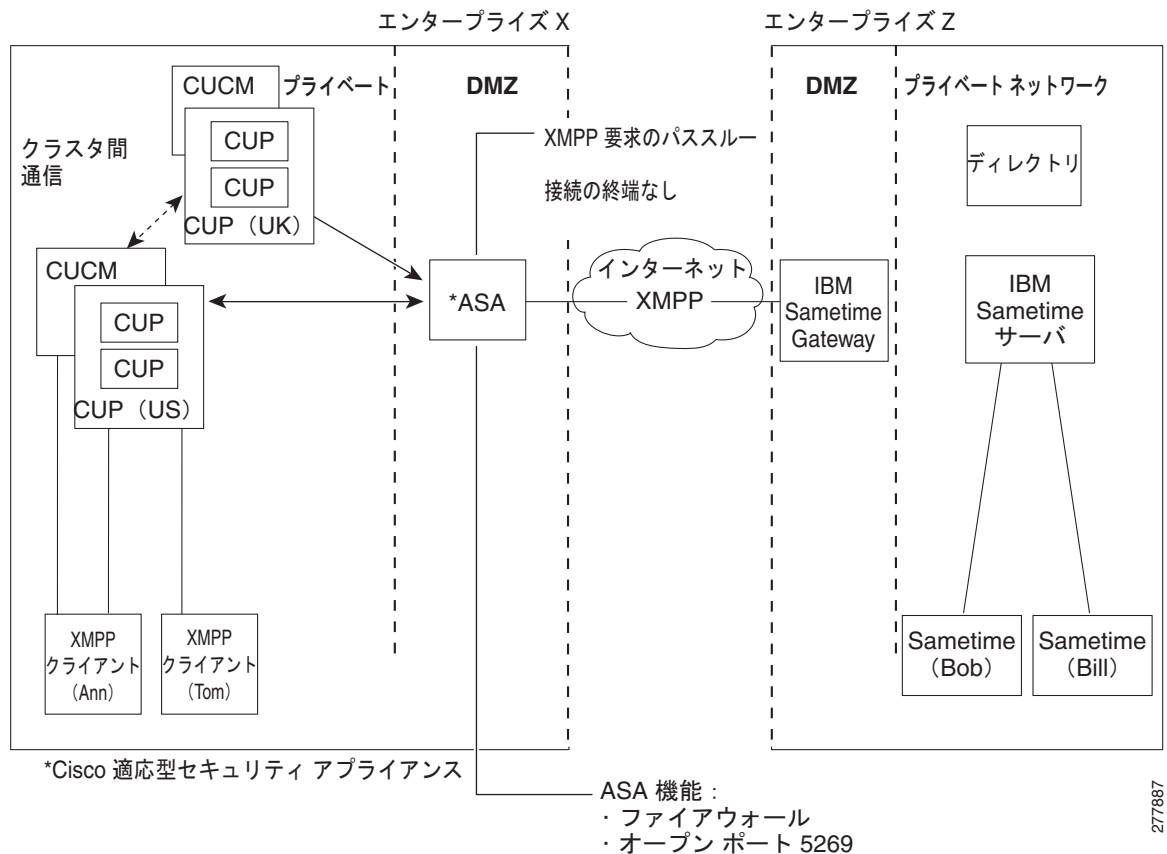 エンタープライズ X
エンタープライズ Z
CUCM
プライベート
DMZ
DMZ
プライベート ネットワーク
クラスタ間
通信
CUP
CUP
CUP（UK）
XMPP 要求のパススルー
接続の終端なし
ディレクトリ
CUCM
CUP
CUP
CUP（US）
*ASA
インターネット
XMPP
IBM
Sametime
Gateway
IBM
Sametime
サーバ
XMPP
クライアント
（Ann）
XMPP
クライアント
（Tom）
Sametime
（Bob）
Sametime
（Bill）
*Cisco 適応型セキュリティ アプライアンス
ASA 機能：
・ファイアウォール
・オープン ポート 5269
277887